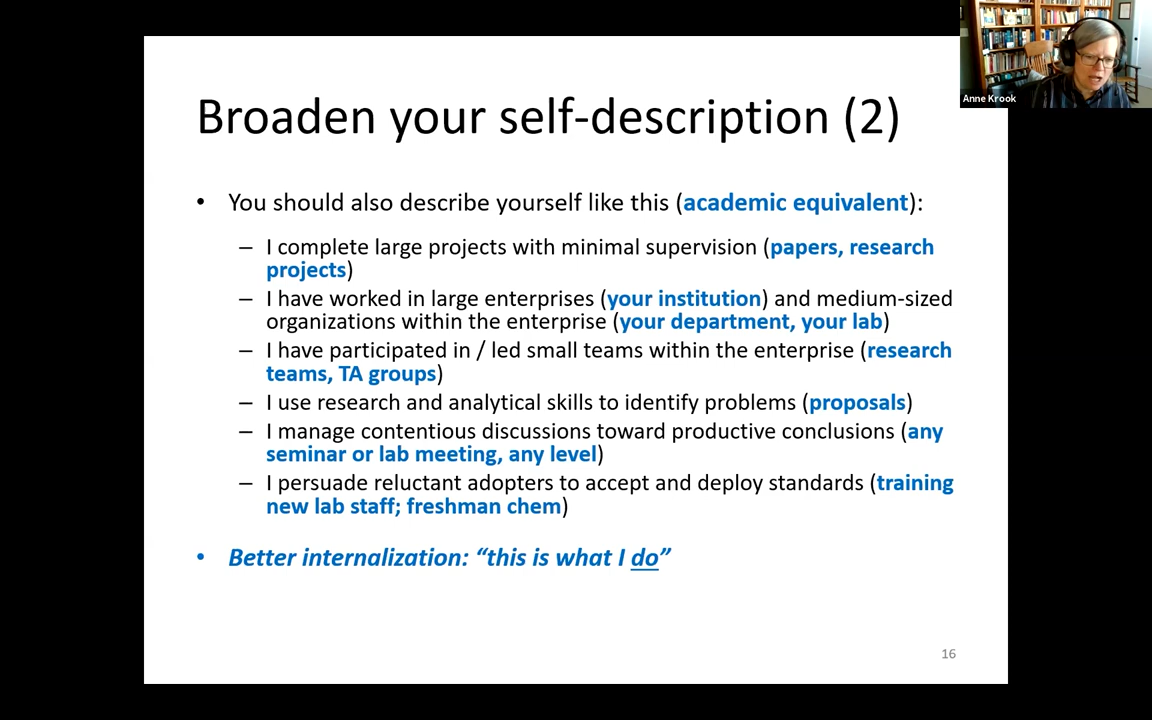 Anne Krook
Broaden your self-description (2)
• You should also describe yourself like this (academic equivalent):
– I complete large projects with minimal supervision (papers, research
projects)
– I have worked in large enterprises (your institution) and medium-sized
organizations within the enterprise (your department, your lab)
– I have participated in / led small teams within the enterprise (research
teams, TA groups)
– I use research and analytical skills to identify problems (proposals)
– I manage contentious discussions toward productive conclusions (any
seminar or lab meeting, any level)
– I persuade reluctant adopters to accept and deploy standards (training
new lab staff; freshman chem)
• Better internalization: “this is what I do”
16